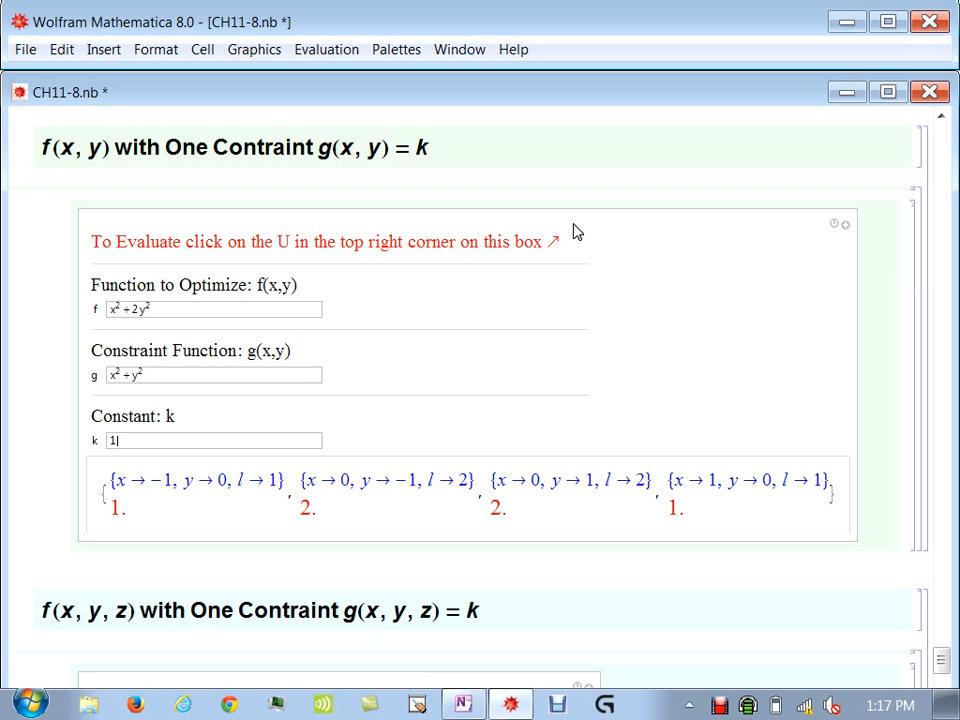 Wolfram Mathematica 8.0 - [CH11-8.nb *]
File Edit Insert Format Cell Graphics Evaluation Palettes Window Help
CH11-8.nb *
f(x, y) with One Contraint g(x, y) = k
To Evaluate click on the U in the top right corner on this box ↗
Function to Optimize: f(x,y)
f x² + 2 y²
Constraint Function: g(x,y)
g x² + y²
Constant: k
k 1
{{x → −1, y → 0, l → 1}, {x → 0, y → −1, l → 2}, {x → 0, y → 1, l → 2}, {x → 1, y → 0, l → 1}}
1. 2. 2. 1.
f(x, y, z) with One Contraint g(x, y, z) = k
1:17 PM